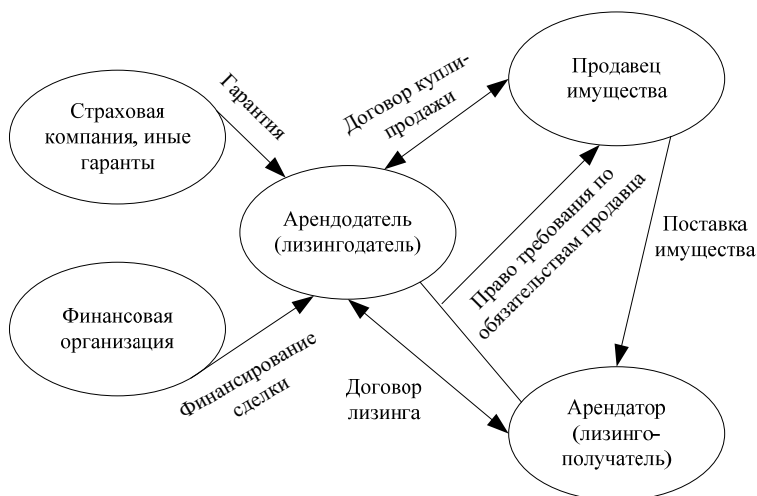 Страховая
компания, иные
гаранты
Гарантия
Договор купли-
продажи
Продавец
имущества
Арендодатель
(лизингодатель)
Право требования по
обязательствам продавца
Поставка
имущества
Финансовая
организация
Финансирование
сделки
Договор
лизинга
Арендатор
(лизинго-
получатель)